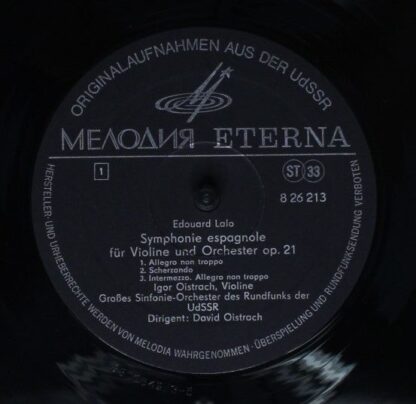 ORIGINALAUFNAHMEN AUS DER UdSSR
МЕЛОДИЯ ETERNA
1
ST 33
8 26 213
Edouard Lalo
Symphonie espagnole
für Violine und Orchester op. 21
1. Allegro non troppo
2. Scherzando
3. Intermezzo. Allegro non troppo
Igor Oistrach, Violine
Großes Sinfonie-Orchester des Rundfunks der
UdSSR
Dirigent: David Oistrach
HERSTELLER- UND URHEBERRECHTE WERDEN VON MELODIA WAHRGENOMMEN · ÜBERSPIELUNG UND RUNDFUNKSENDUNG VERBOTEN